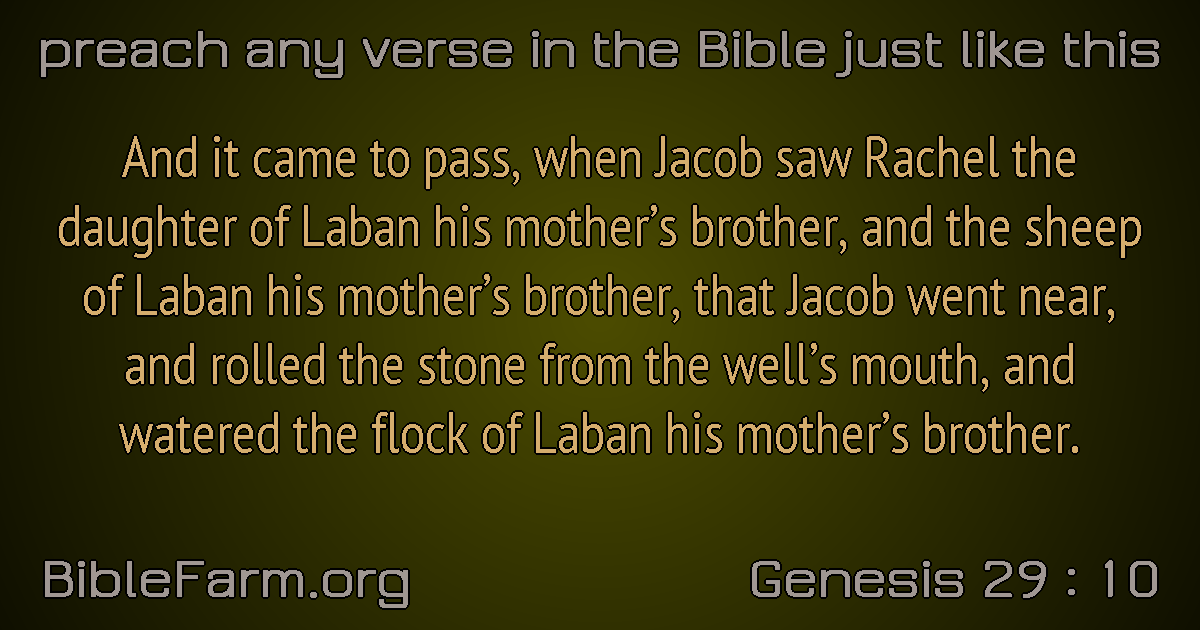 preach any verse in the Bible just like this
And it came to pass, when Jacob saw Rachel the
daughter of Laban his mother’s brother, and the sheep
of Laban his mother’s brother, that Jacob went near,
and rolled the stone from the well’s mouth, and
watered the flock of Laban his mother’s brother.
BibleFarm.org
Genesis 29 : 10